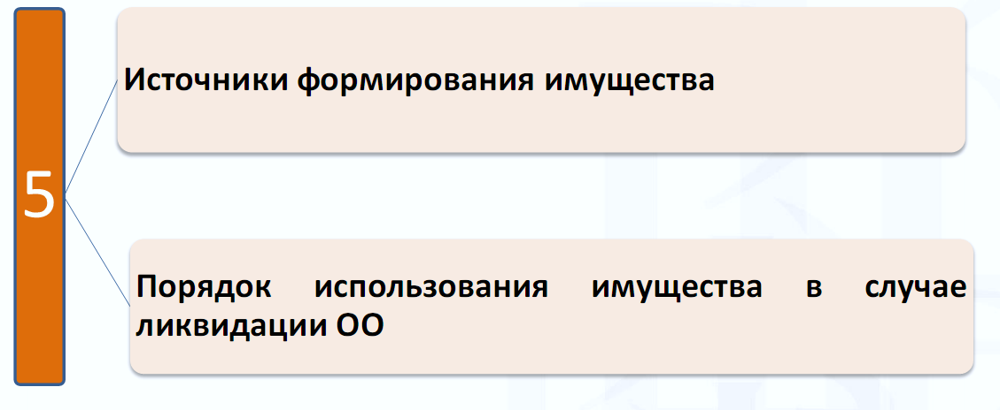 5
Источники формирования имущества
Порядок использования имущества в случае
ликвидации ОО